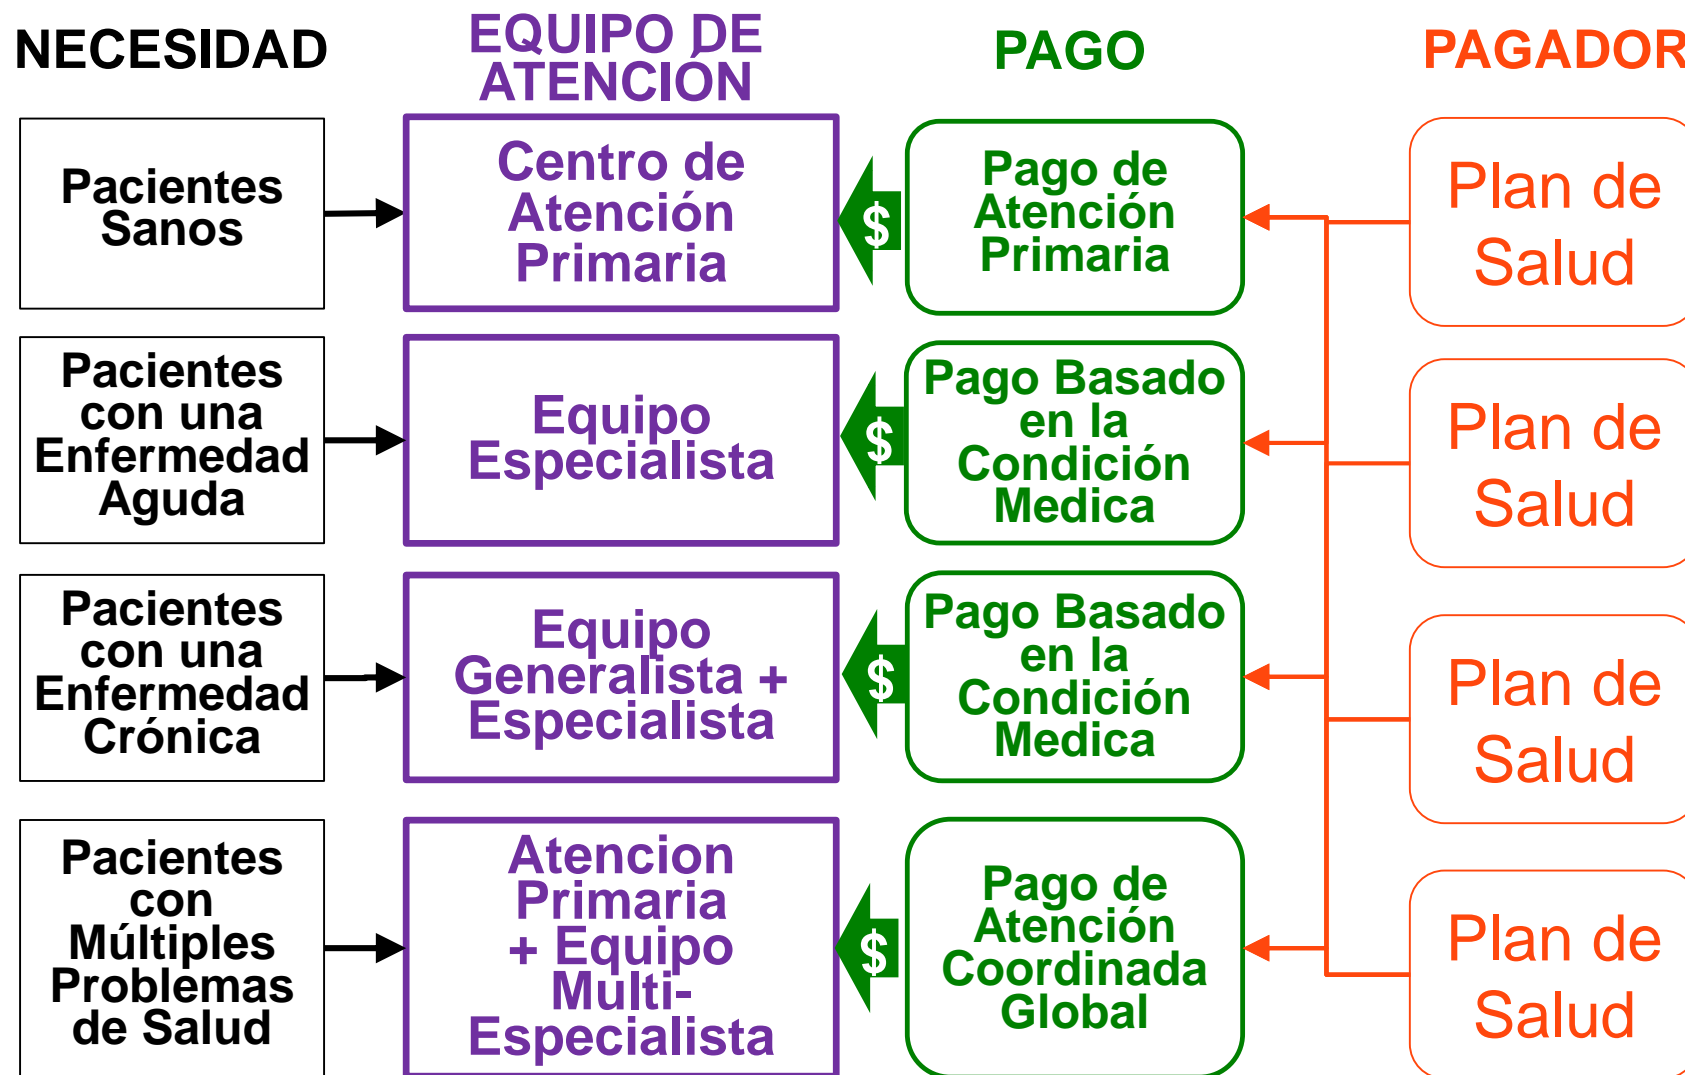 NECESIDAD
EQUIPO DE
ATENCIÓN
PAGO
PAGADOR
Pacientes
Sanos
Centro de
Atención
Primaria
$
Pago de
Atención
Primaria
Plan de
Salud
Pacientes
con una
Enfermedad
Aguda
Equipo
Especialista
$
Pago Basado
en la
Condición
Medica
Plan de
Salud
Pacientes
con una
Enfermedad
Crónica
Equipo
Generalista +
Especialista
$
Pago Basado
en la
Condición
Medica
Plan de
Salud
Pacientes
con
Múltiples
Problemas
de Salud
Atencion
Primaria
+ Equipo
Multi-
Especialista
$
Pago de
Atención
Coordinada
Global
Plan de
Salud